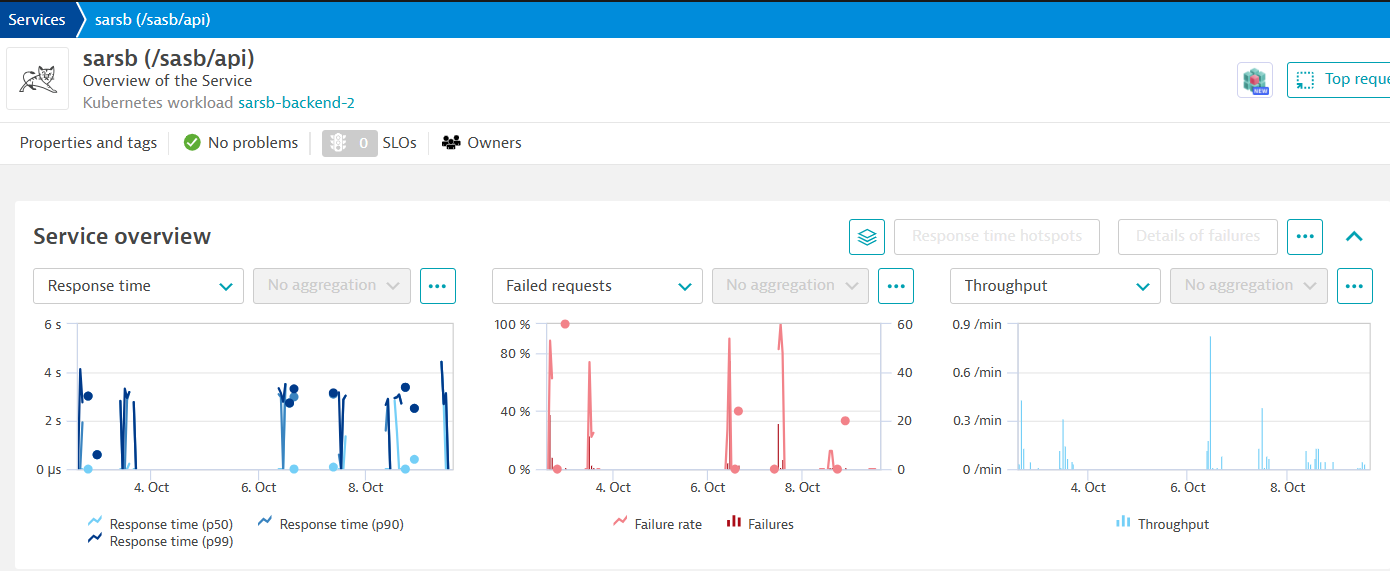 Services sarsb (/sasb/api)
sarsb (/sasb/api)
Overview of the Service
Kubernetes workload sarsb-backend-2
NEW
Top reque
Properties and tags No problems 0 SLOs Owners
Service overview
Response time hotspots Details of failures
Response time No aggregation
6 s
4 s
2 s
0 µs
4. Oct 6. Oct 8. Oct
Response time (p50) Response time (p90)
Response time (p99)
Failed requests No aggregation
100 % 60
80 %
40
40 % 20
0 % 0
4. Oct 6. Oct 8. Oct
Failure rate Failures
Throughput No aggregation
0.9 /min
0.6 /min
0.3 /min
0 /min
4. Oct 6. Oct 8. Oct
Throughput